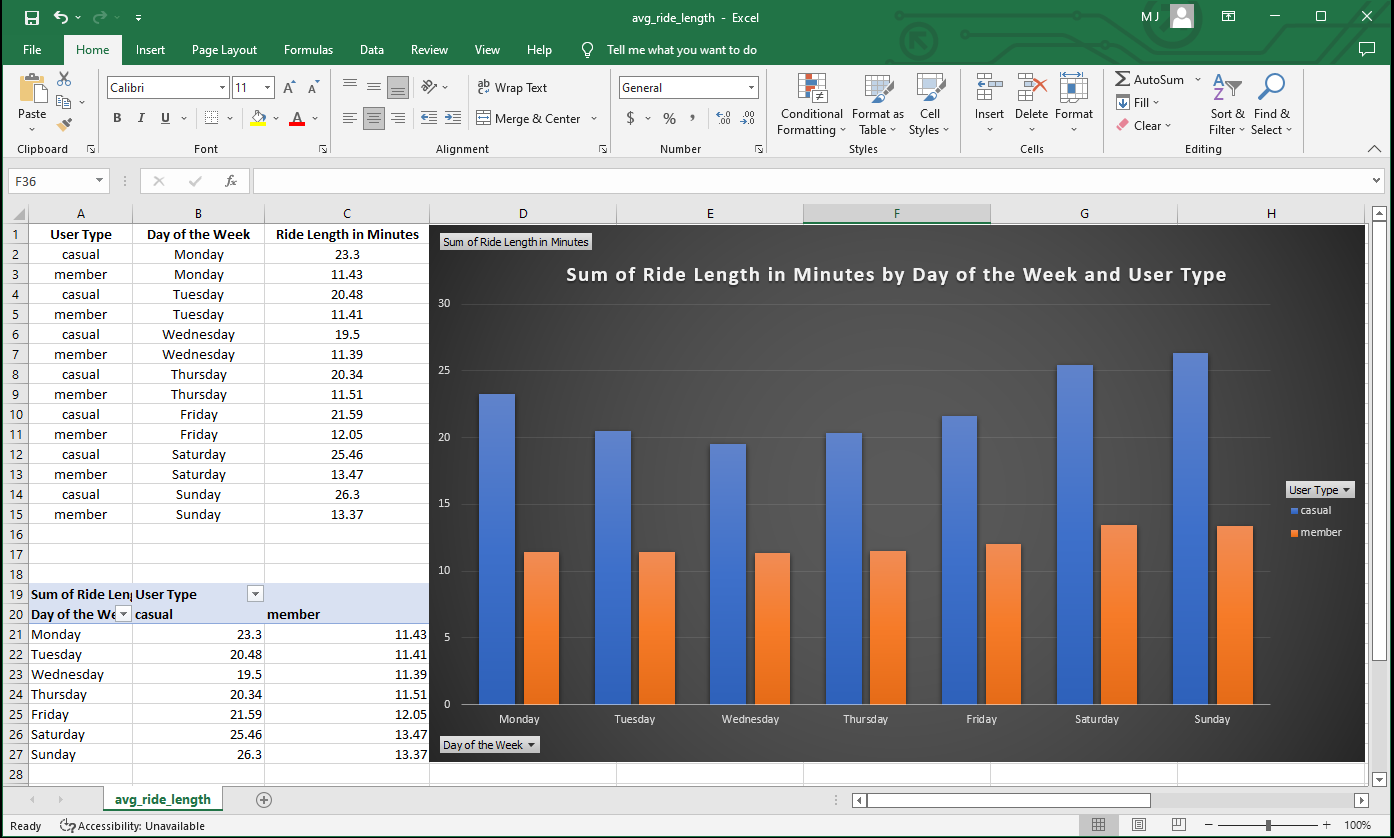 avg_ride_length - Excel
M J
File Home Insert Page Layout Formulas Data Review View Help Tell me what you want to do
Calibri 11 Wrap Text General AutoSum
Paste Conditional Format as Cell Insert Delete Format Fill Sort & Find &
B I U Merge & Center $ % , Formatting Table Styles Clear Filter Select
Clipboard Font Alignment Number Styles Cells Editing
F36 fx
A B C D E F G H
1 User Type Day of the Week Ride Length in Minutes
2 casual Monday 23.3
3 member Monday 11.43
4 casual Tuesday 20.48
5 member Tuesday 11.41
6 casual Wednesday 19.5
7 member Wednesday 11.39
8 casual Thursday 20.34
9 member Thursday 11.51
10 casual Friday 21.59
11 member Friday 12.05
12 casual Saturday 25.46
13 member Saturday 13.47
14 casual Sunday 26.3
15 member Sunday 13.37
16
17
18
19 Sum of Ride Len User Type
20 Day of the We casual member
21 Monday 23.3 11.43
22 Tuesday 20.48 11.41
23 Wednesday 19.5 11.39
24 Thursday 20.34 11.51
25 Friday 21.59 12.05
26 Saturday 25.46 13.47
27 Sunday 26.3 13.37
28
Sum of Ride Length in Minutes
Sum of Ride Length in Minutes by Day of the Week and User Type
30
25
20
15
10
5
0
Monday Tuesday Wednesday Thursday Friday Saturday Sunday
User Type
casual
member
Day of the Week
avg_ride_length
Ready Accessibility: Unavailable 100%